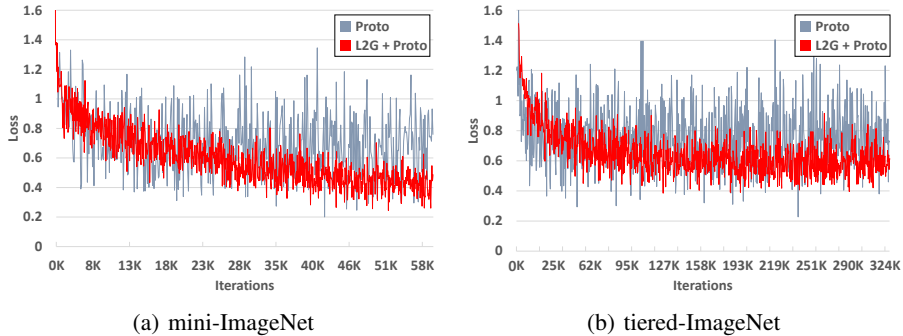 1.6
1.4
1.2
1
0.8
0.6
0.4
0.2
0
Loss
Proto
L2G + Proto
0K 8K 13K 23K 29K 35K 40K 46K 51K 58K
Iterations
(a) mini-ImageNet
1.6
1.4
1.2
1.0
0.8
0.6
0.4
0.2
0
Loss
Proto
L2G + Proto
0K 25K 62K 95K 127K 158K 193K 219K 251K 290K 324K
Iterations
(b) tiered-ImageNet